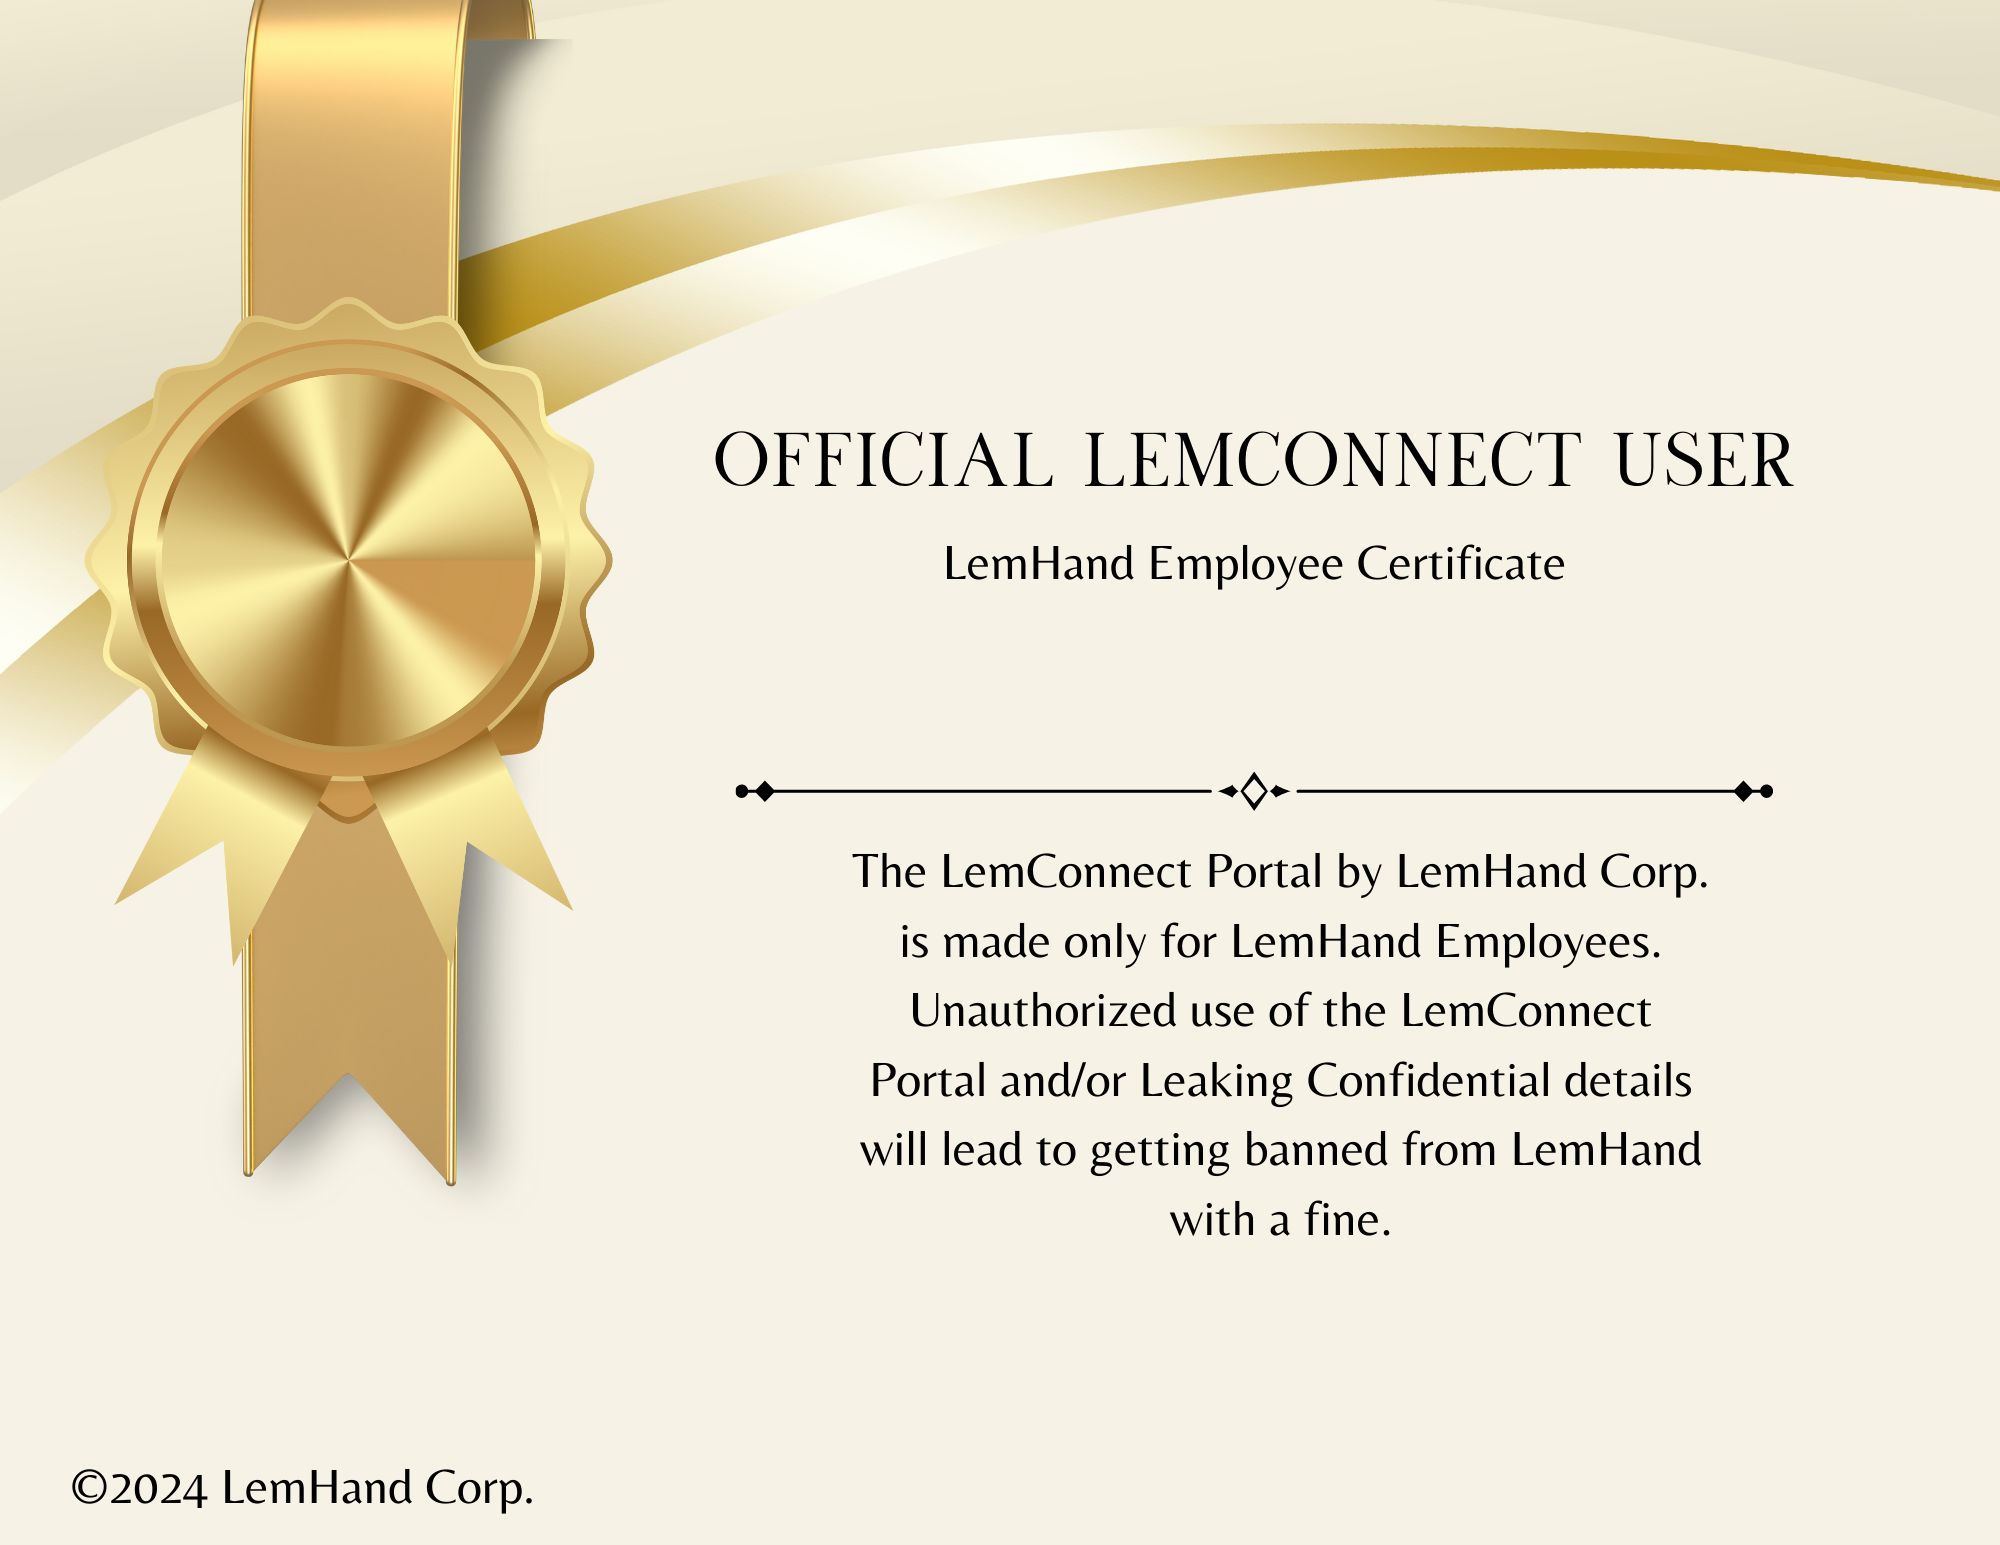 OFFICIAL LEMCONNECT USER
LemHand Employee Certificate
The LemConnect Portal by LemHand Corp.
is made only for LemHand Employees.
Unauthorized use of the LemConnect
Portal and/or Leaking Confidential details
will lead to getting banned from LemHand
with a fine.
©2024 LemHand Corp.